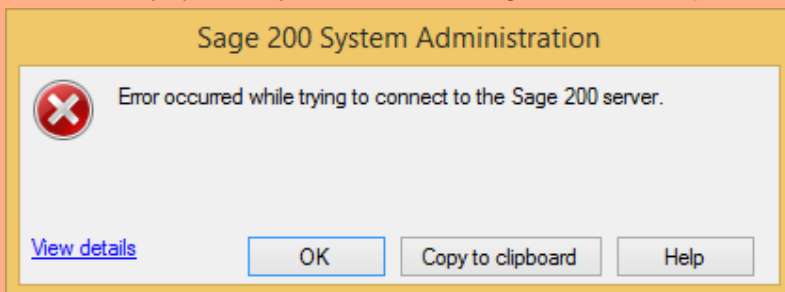 Sage 200 System Administration
Error occurred while trying to connect to the Sage 200 server.
View details
OK
Copy to clipboard
Help